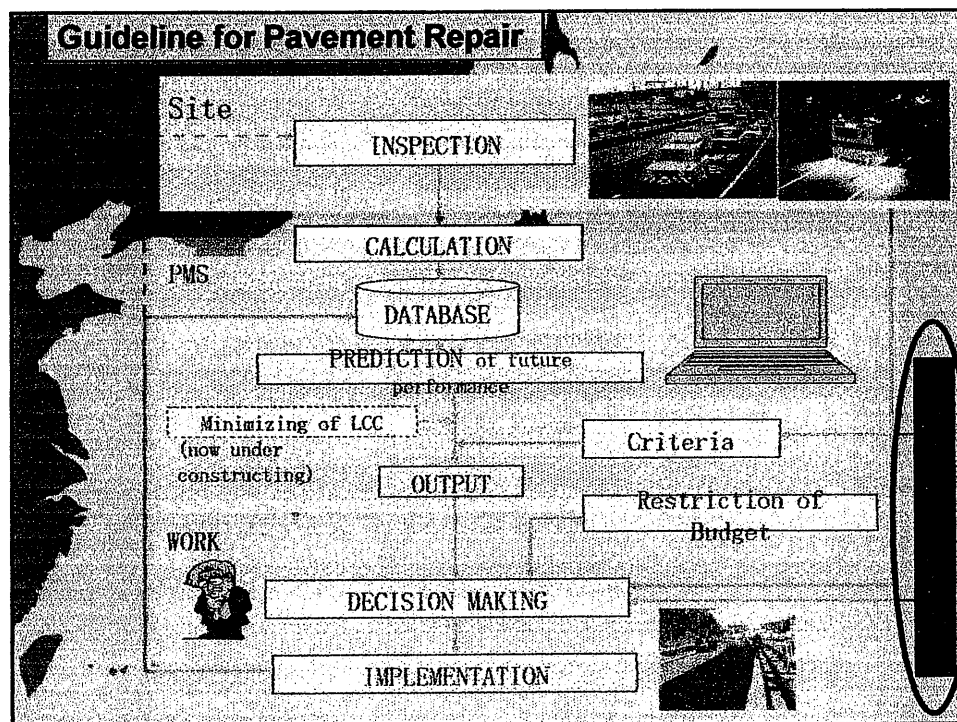 Guideline for Pavement Repair
Site
INSPECTION
CALCULATION
PMS
DATABASE
PREDICTION of future
performance
Minimizing of LCC
(now under
constructing)
Criteria
OUTPUT
Restriction of
Budget
WORK
DECISION MAKING
IMPLEMENTATION